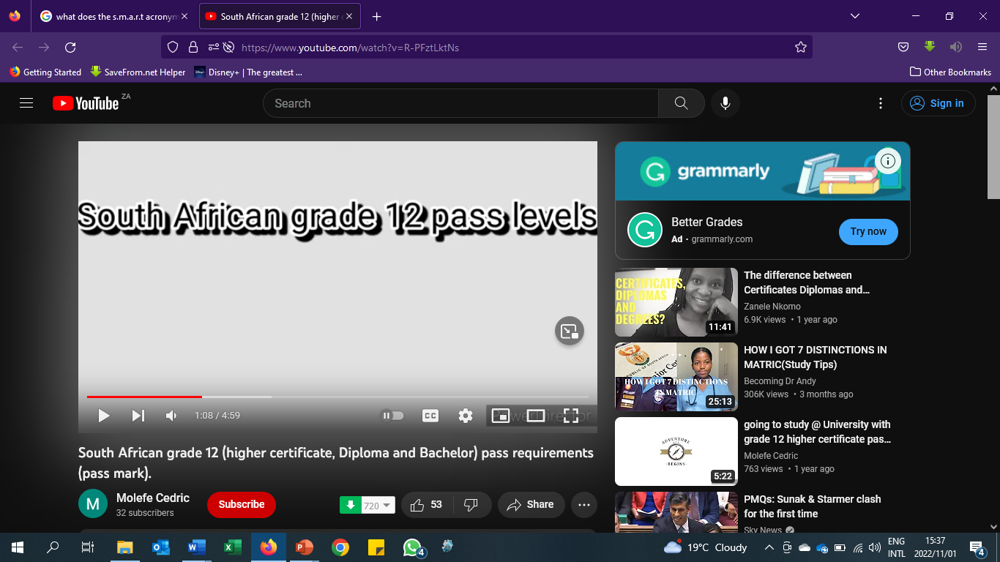 what does the s.m.a.r.t acronym
South African grade 12 (higher c
https://www.youtube.com/watch?v=R-PFztLktNs
Getting Started
SaveFrom.net Helper
Disney+ | The greatest ...
Other Bookmarks
YouTube ZA
Search
Sign in
South African grade 12 pass levels
1:08 / 4:59
CC
PowerDirector
South African grade 12 (higher certificate, Diploma and Bachelor) pass requirements
(pass mark).
M
Molefe Cedric
32 subscribers
Subscribe
720
53
Share
grammarly
Better Grades
Ad • grammarly.com
Try now
CERTIFICATES,
DIPLOMAS
AND
DEGREES?
11:41
The difference between
Certificates Diplomas and...
Zanele Nkomo
6.9K views • 1 year ago
HOW I GOT 7 DISTINCTIONS
IN MATRIC
25:13
HOW I GOT 7 DISTINCTIONS IN
MATRIC(Study Tips)
Becoming Dr Andy
306K views • 3 months ago
ADVENTURE
BEGINS
5:22
going to study @ University with
grade 12 higher certificate pas...
Molefe Cedric
763 views • 1 year ago
PMQs: Sunak & Starmer clash
for the first time
Sky News
4
19°C Cloudy
ENG
INTL
15:37
2022/11/01
4